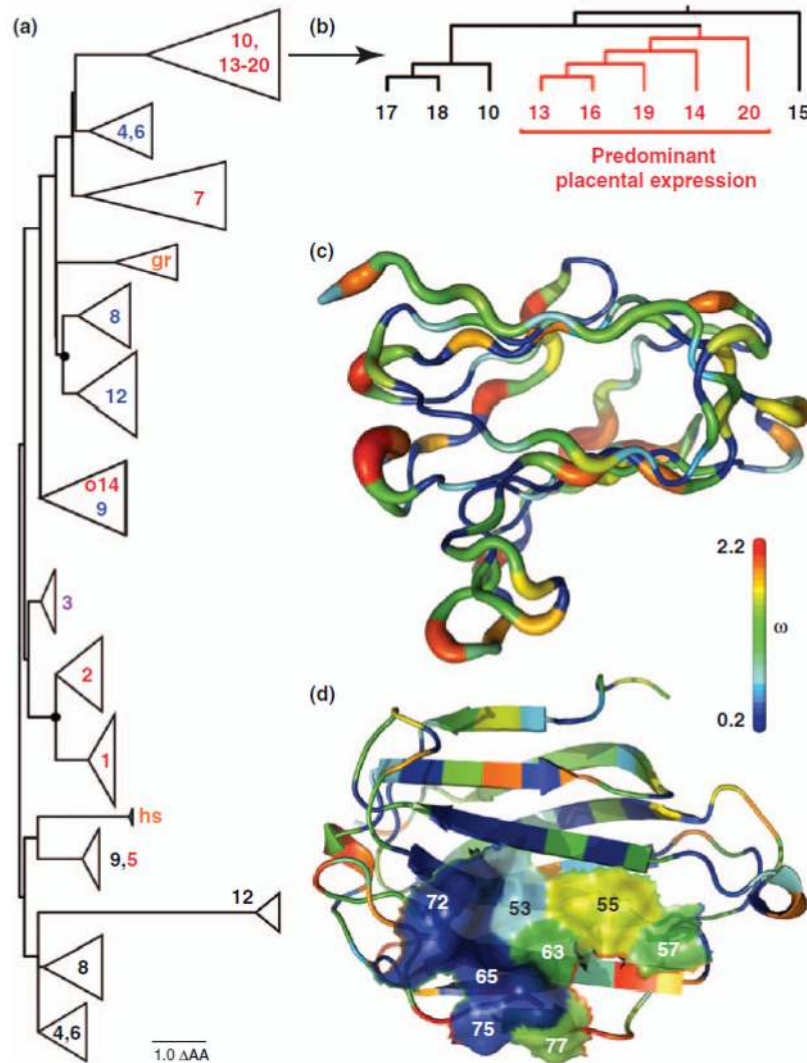 (a)
10,
13-20
4,6
7
gr
8
12
o14
9
3
2
1
hs
9,5
12
8
4,6
1.0 ΔAA
(b)
17 18 10 13 16 19 14 20 15
Predominant
placental expression
(c)
2.2
ω
0.2
(d)
72 53 55
63 57
65
75 77